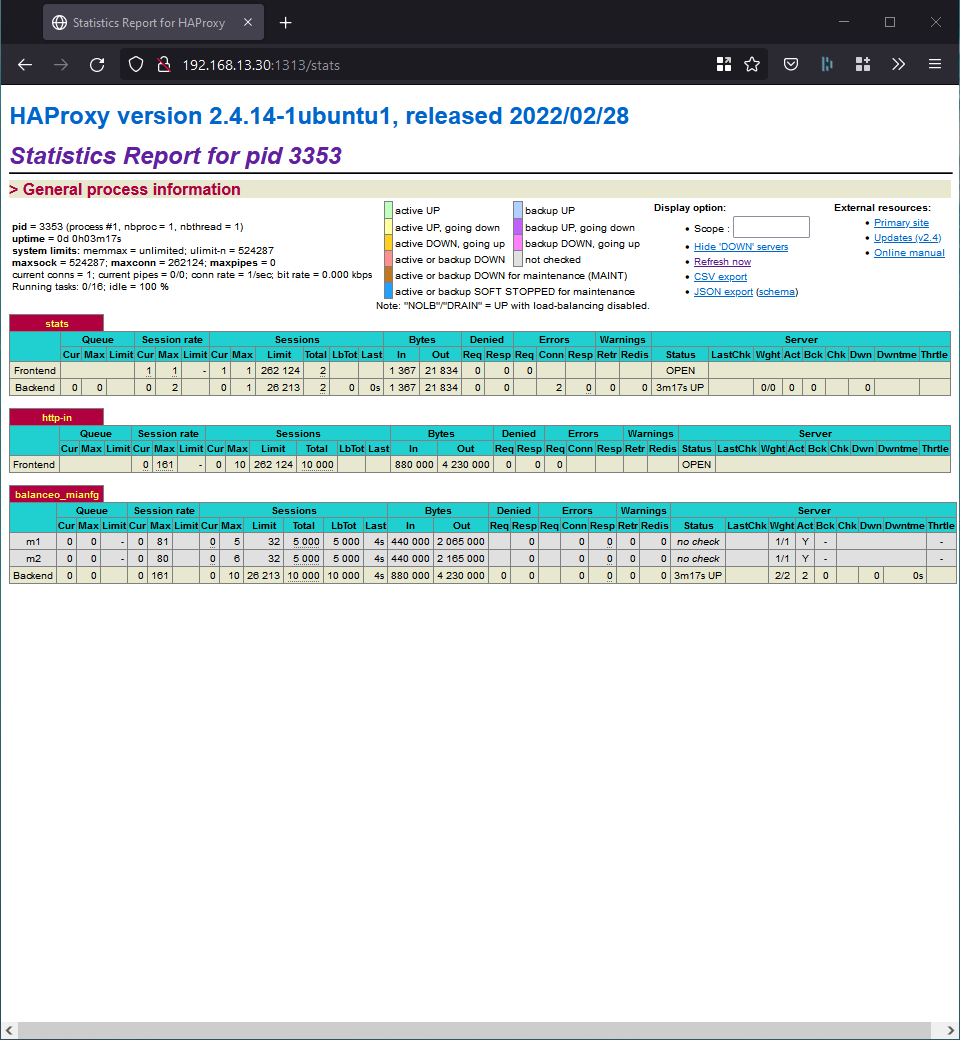 Statistics Report for HAProxy
192.168.13.30:1313/stats
HAProxy version 2.4.14-1ubuntu1, released 2022/02/28
Statistics Report for pid 3353
> General process information
pid = 3353 (process #1, nbproc = 1, nbthread = 1)
uptime = 0d 0h03m17s
system limits: memmax = unlimited; ulimit-n = 524287
maxsock = 524287; maxconn = 262124; maxpipes = 0
current conns = 1; current pipes = 0/0; conn rate = 1/sec; bit rate = 0.000 kbps
Running tasks: 0/16; idle = 100 %
active UP backup UP
active UP, going down backup UP, going down
active DOWN, going up backup DOWN, going up
active or backup DOWN not checked
active or backup DOWN for maintenance (MAINT)
active or backup SOFT STOPPED for maintenance
Note: "NOLB"/"DRAIN" = UP with load-balancing disabled.
Display option:
Scope :
Hide 'DOWN' servers
Refresh now
CSV export
JSON export (schema)
External resources:
Primary site
Updates (v2.4)
Online manual
stats
Queue Session rate Sessions Bytes Denied Errors Warnings Server
Cur Max Limit Cur Max Limit Cur Max Limit Total LbTot Last In Out Req Resp Req Conn Resp Retr Redis Status LastChk Wght Act Bck Chk Dwn Dwntme Thrtle
Frontend 1 1 - 1 1 262 124 2 1 367 21 834 0 0 0 OPEN
Backend 0 0 0 2 0 1 26 213 2 0 0s 1 367 21 834 0 0 2 0 0 0 3m17s UP 0/0 0 0 0
http-in
Queue Session rate Sessions Bytes Denied Errors Warnings Server
Cur Max Limit Cur Max Limit Cur Max Limit Total LbTot Last In Out Req Resp Req Conn Resp Retr Redis Status LastChk Wght Act Bck Chk Dwn Dwntme Thrtle
Frontend 0 161 - 0 10 262 124 10 000 880 000 4 230 000 0 0 0 OPEN
balanceo_mianfg
Queue Session rate Sessions Bytes Denied Errors Warnings Server
Cur Max Limit Cur Max Limit Cur Max Limit Total LbTot Last In Out Req Resp Req Conn Resp Retr Redis Status LastChk Wght Act Bck Chk Dwn Dwntme Thrtle
m1 0 0 - 0 81 0 5 32 5 000 5 000 4s 440 000 2 065 000 0 0 0 0 0 no check 1/1 Y - -
m2 0 0 - 0 80 0 6 32 5 000 5 000 4s 440 000 2 165 000 0 0 0 0 0 no check 1/1 Y - -
Backend 0 0 0 161 0 10 26 213 10 000 10 000 4s 880 000 4 230 000 0 0 0 0 0 0 3m17s UP 2/2 2 0 0 0s